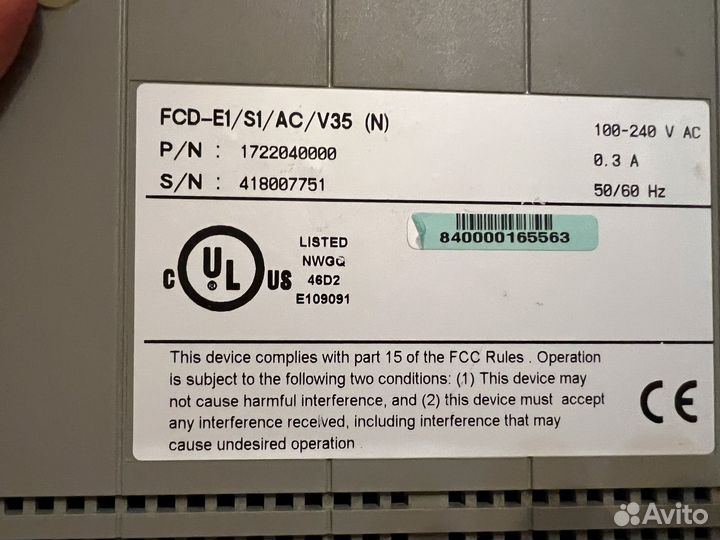 FCD-E1/S1/AC/V35 (N)
100-240 V AC
P/N : 1722040000
0.3 A
S/N : 418007751
50/60 Hz
840000165563
C UL ® US
LISTED
NWGQ
46D2
E109091
This device complies with part 15 of the FCC Rules . Operation
is subject to the following two conditions: (1) This device may
not cause harmful interference, and (2) this device must accept
any interference received, including interference that may
cause undesired operation .
CE
Avito